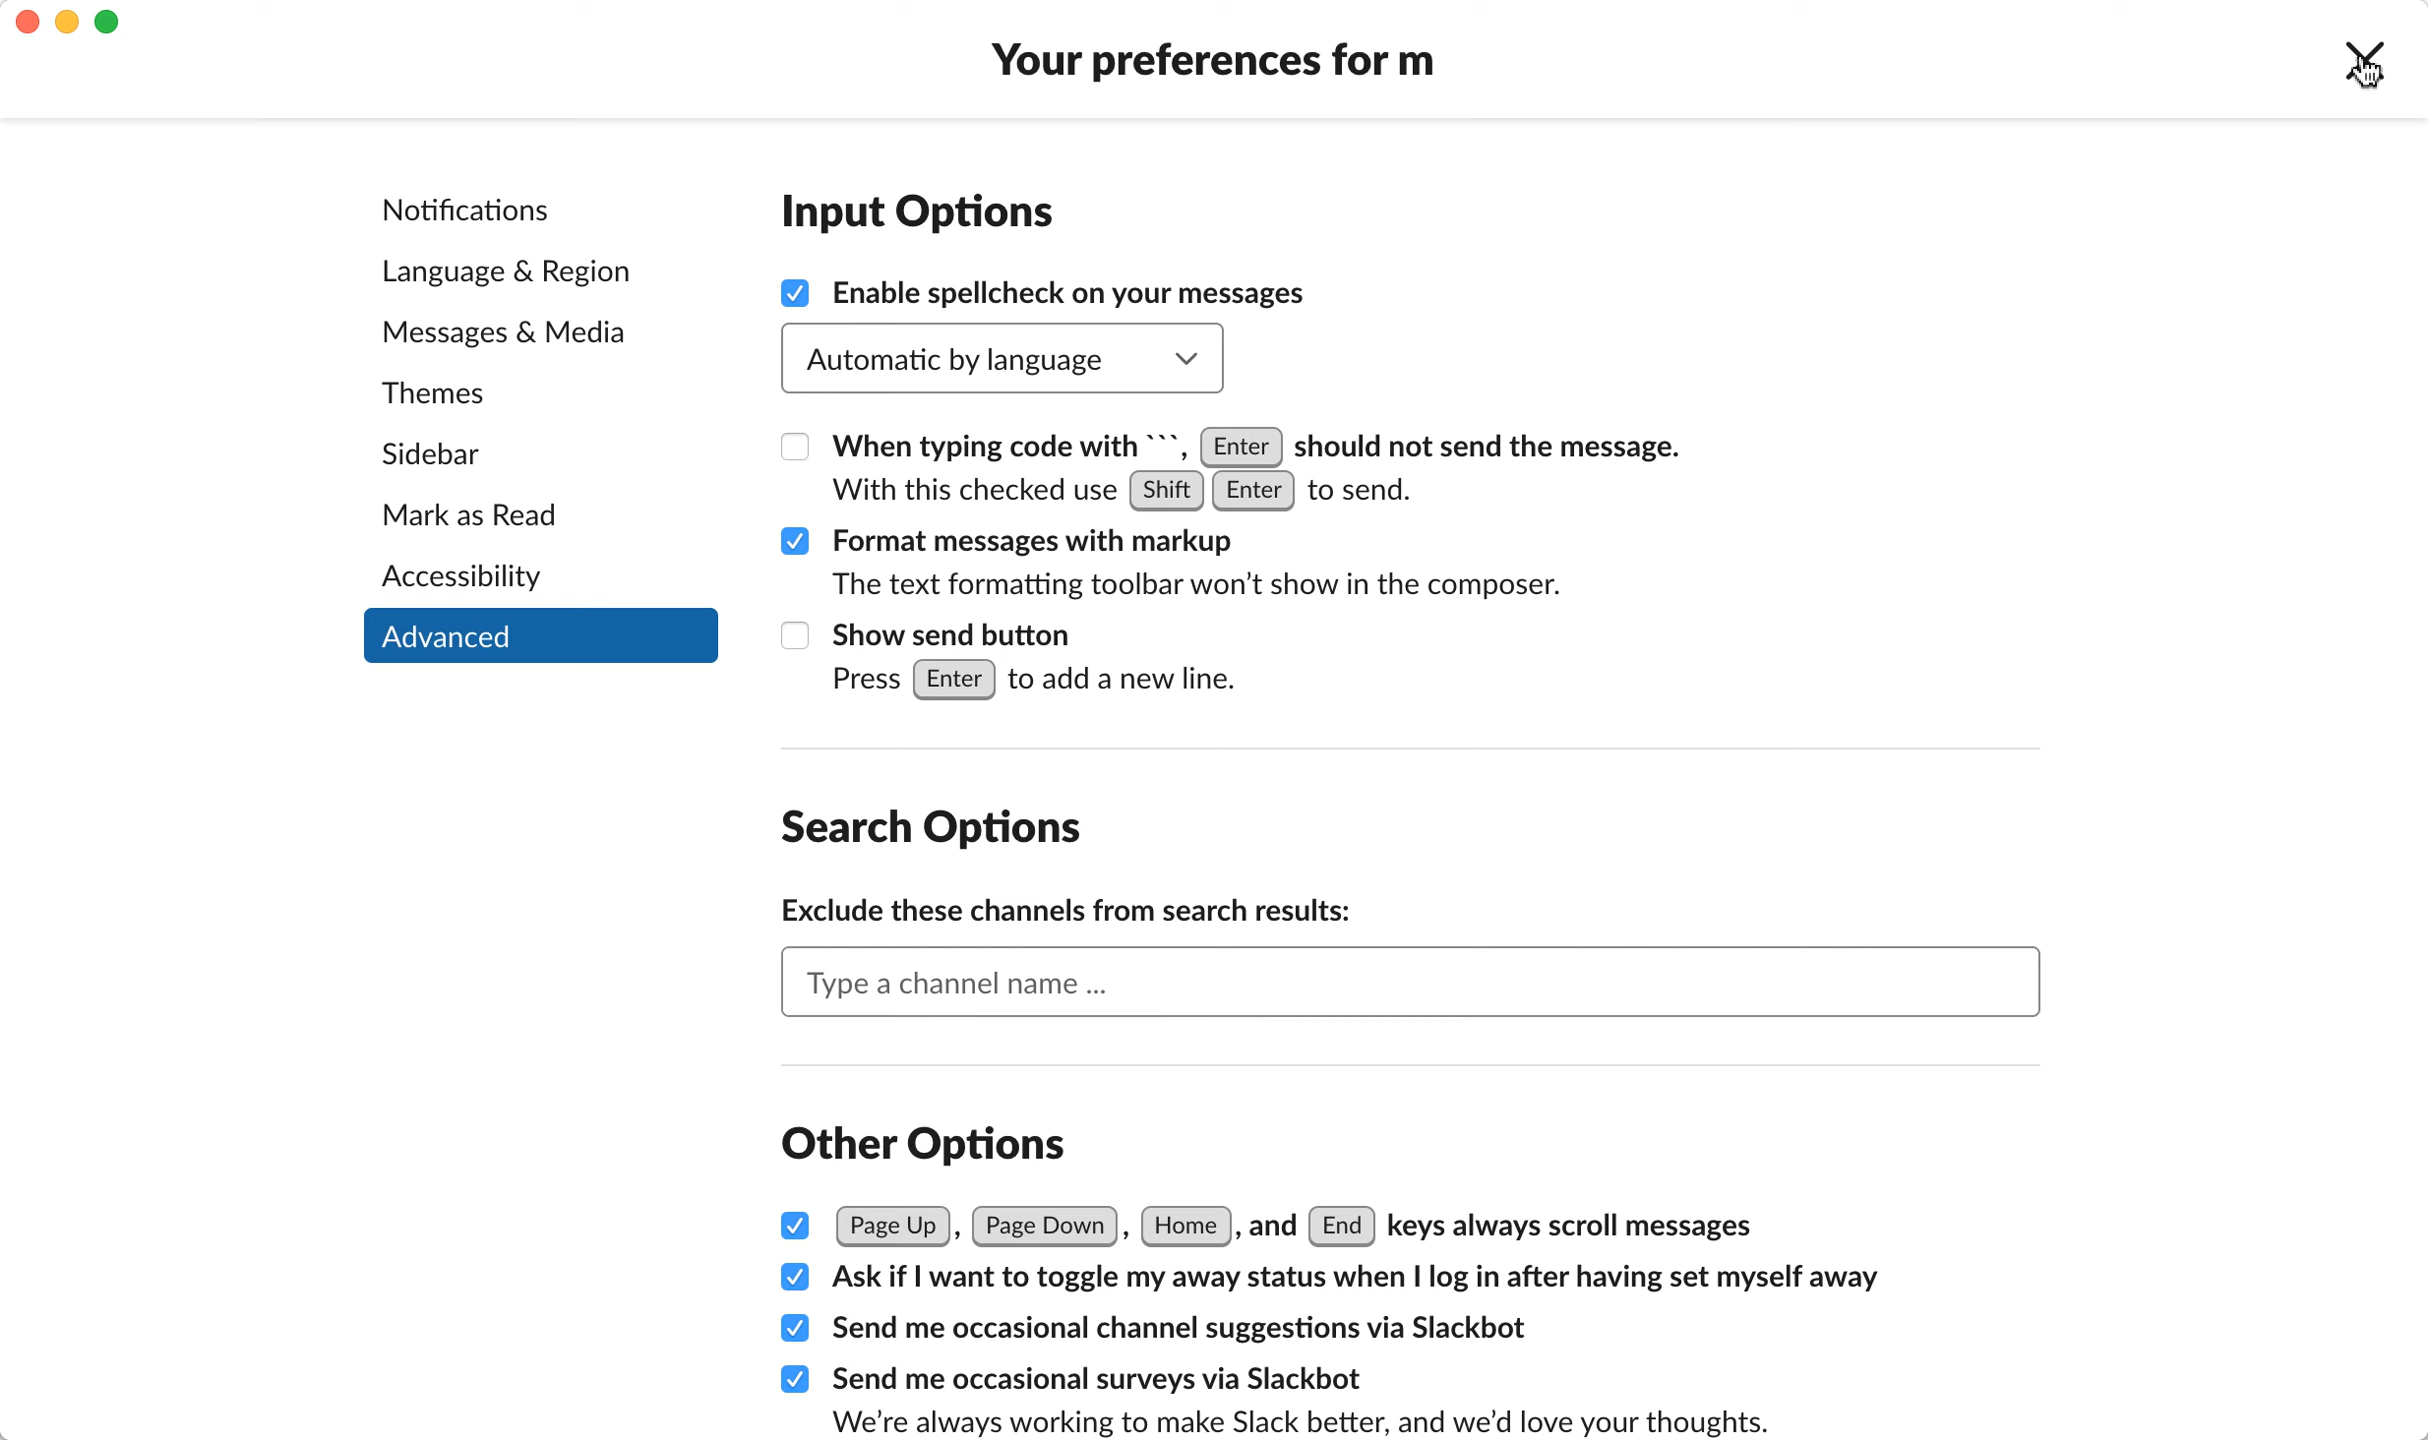 Your preferences for m
Notifications
Language & Region
Messages & Media
Themes
Sidebar
Mark as Read
Accessibility
Advanced
Input Options
Enable spellcheck on your messages
Automatic by language
When typing code with ```, Enter should not send the message.
With this checked use Shift Enter to send.
Format messages with markup
The text formatting toolbar won’t show in the composer.
Show send button
Press Enter to add a new line.
Search Options
Exclude these channels from search results:
Type a channel name ...
Other Options
Page Up, Page Down, Home, and End keys always scroll messages
Ask if I want to toggle my away status when I log in after having set myself away
Send me occasional channel suggestions via Slackbot
Send me occasional surveys via Slackbot
We’re always working to make Slack better, and we’d love your thoughts.